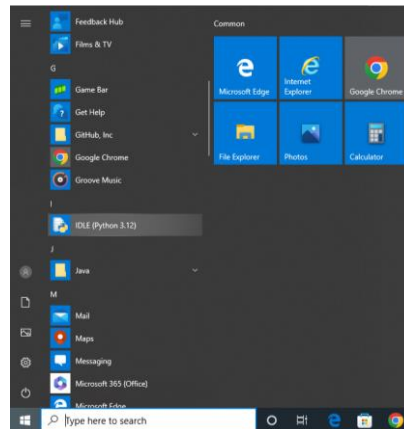 Feedback Hub
Films & TV
G
Game Bar
Get Help
GitHub, Inc
Google Chrome
Groove Music
I
IDLE (Python 3.12)
J
Java
M
Mail
Maps
Messaging
Microsoft 365 (Office)
Microsoft Edge
Common
Microsoft Edge
Internet
Explorer
Google Chrome
File Explorer
Photos
Calculator
Type here to search